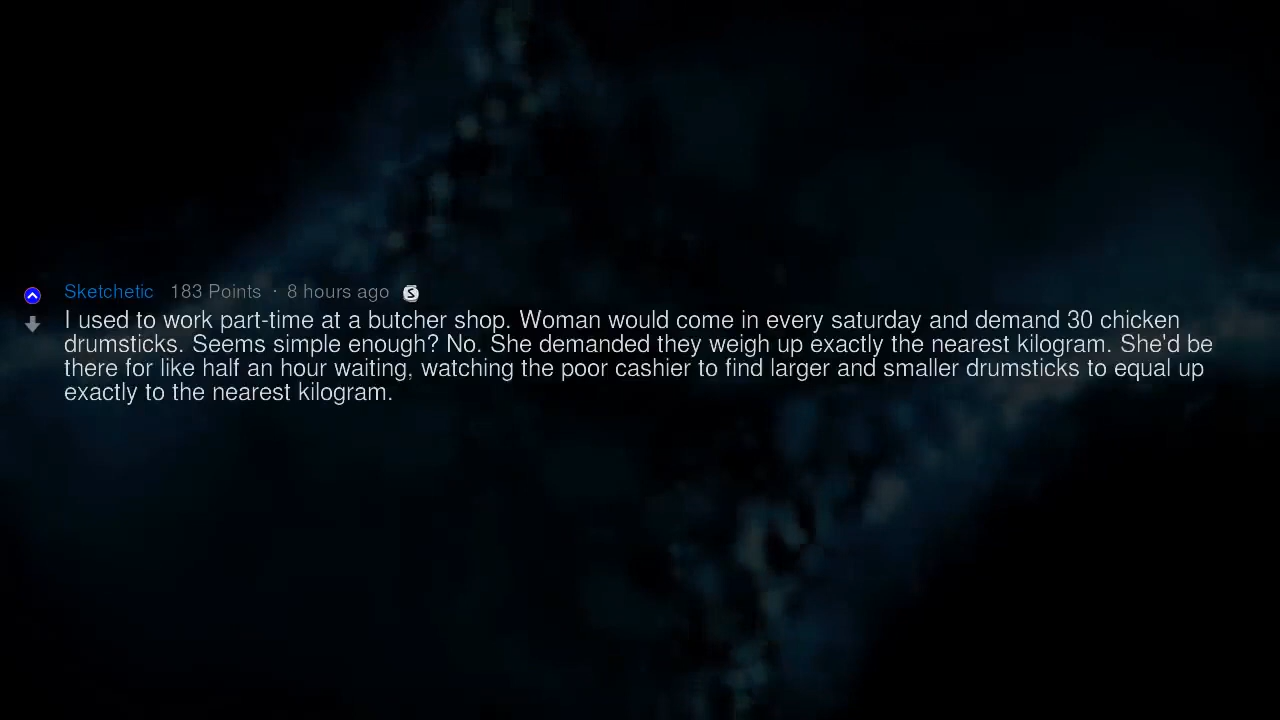 Sketchetic 183 Points · 8 hours ago
I used to work part-time at a butcher shop. Woman would come in every saturday and demand 30 chicken
drumsticks. Seems simple enough? No. She demanded they weigh up exactly the nearest kilogram. She'd be
there for like half an hour waiting, watching the poor cashier to find larger and smaller drumsticks to equal up
exactly to the nearest kilogram.